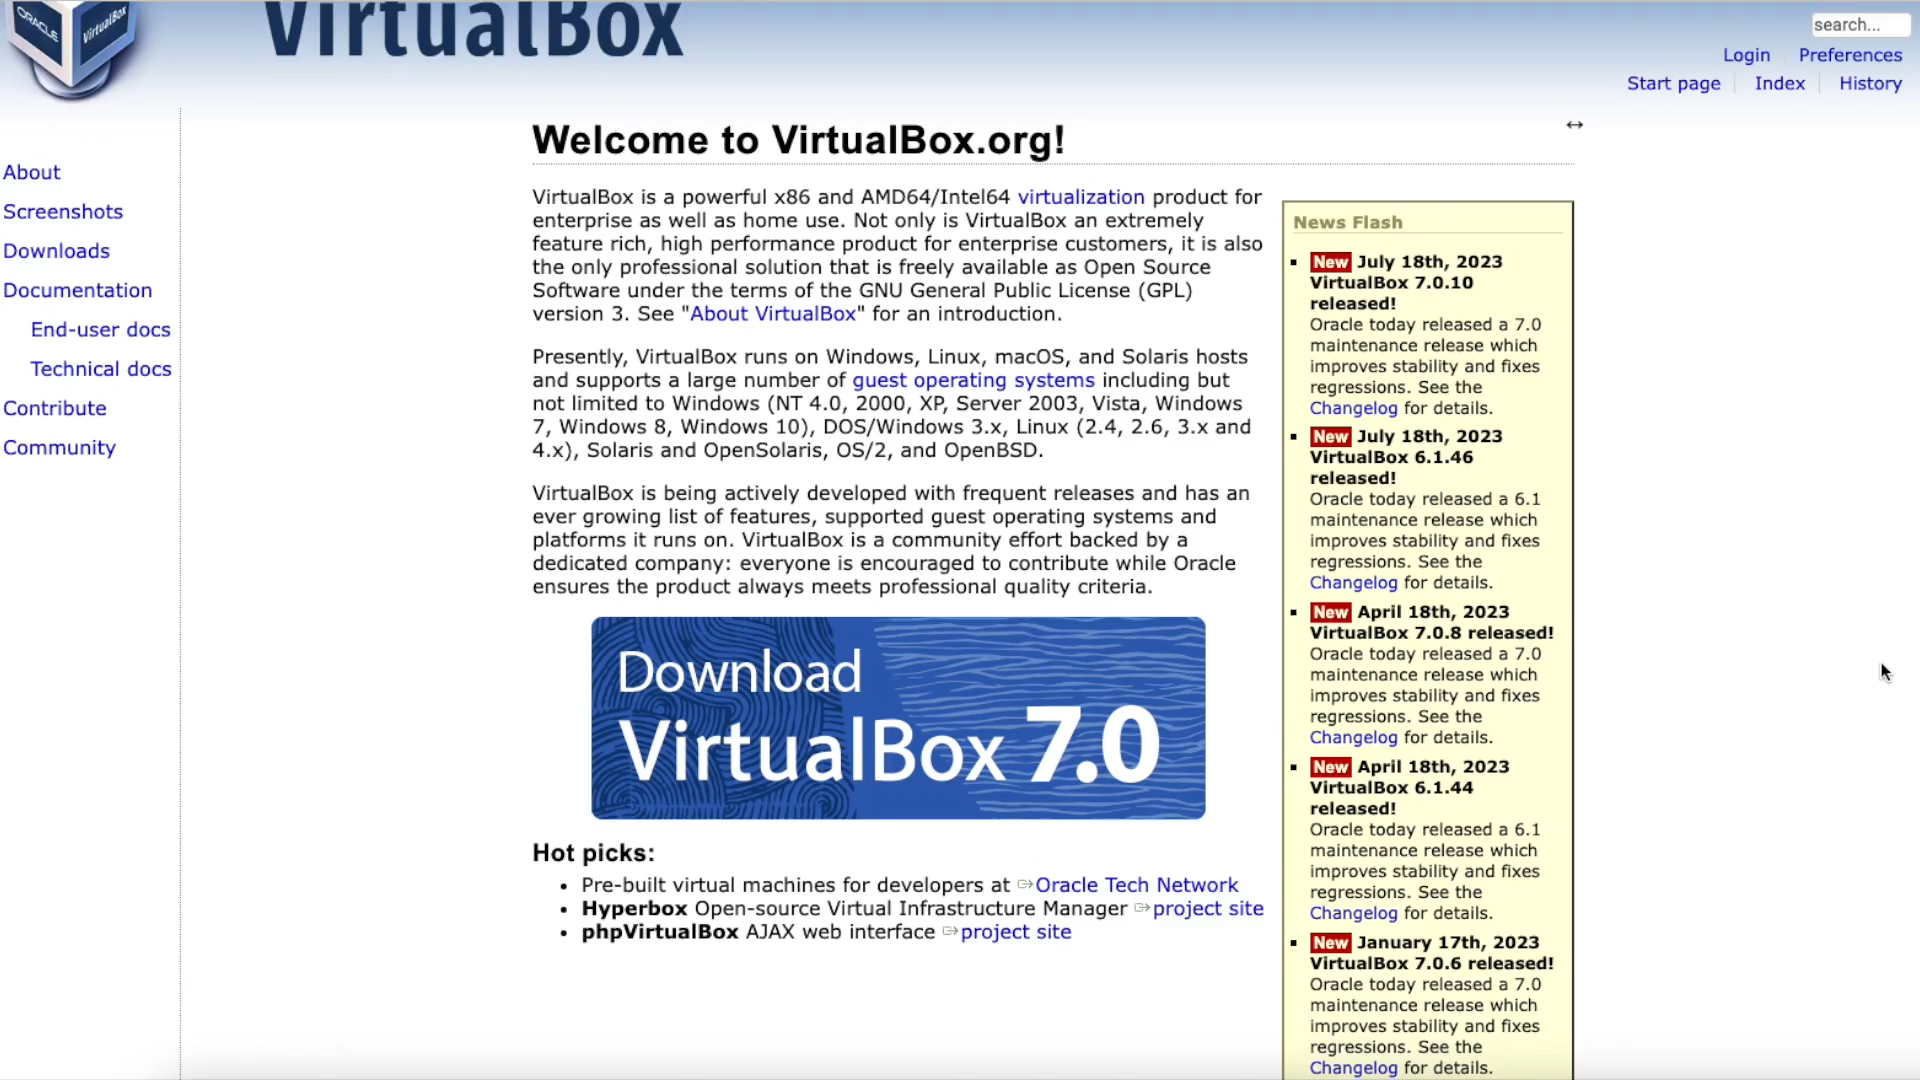 ORACLE
VirtualBox
VirtualBox
search...
Login Preferences
Start page Index History
About
Screenshots
Downloads
Documentation
End-user docs
Technical docs
Contribute
Community
Welcome to VirtualBox.org!
VirtualBox is a powerful x86 and AMD64/Intel64 virtualization product for
enterprise as well as home use. Not only is VirtualBox an extremely
feature rich, high performance product for enterprise customers, it is also
the only professional solution that is freely available as Open Source
Software under the terms of the GNU General Public License (GPL)
version 3. See "About VirtualBox" for an introduction.
Presently, VirtualBox runs on Windows, Linux, macOS, and Solaris hosts
and supports a large number of guest operating systems including but
not limited to Windows (NT 4.0, 2000, XP, Server 2003, Vista, Windows
7, Windows 8, Windows 10), DOS/Windows 3.x, Linux (2.4, 2.6, 3.x and
4.x), Solaris and OpenSolaris, OS/2, and OpenBSD.
VirtualBox is being actively developed with frequent releases and has an
ever growing list of features, supported guest operating systems and
platforms it runs on. VirtualBox is a community effort backed by a
dedicated company: everyone is encouraged to contribute while Oracle
ensures the product always meets professional quality criteria.
Download
VirtualBox 7.0
Hot picks:
• Pre-built virtual machines for developers at Oracle Tech Network
• Hyperbox Open-source Virtual Infrastructure Manager project site
• phpVirtualBox AJAX web interface project site
News Flash
New July 18th, 2023
VirtualBox 7.0.10
released!
Oracle today released a 7.0
maintenance release which
improves stability and fixes
regressions. See the
Changelog for details.
New July 18th, 2023
VirtualBox 6.1.46
released!
Oracle today released a 6.1
maintenance release which
improves stability and fixes
regressions. See the
Changelog for details.
New April 18th, 2023
VirtualBox 7.0.8 released!
Oracle today released a 7.0
maintenance release which
improves stability and fixes
regressions. See the
Changelog for details.
New April 18th, 2023
VirtualBox 6.1.44
released!
Oracle today released a 6.1
maintenance release which
improves stability and fixes
regressions. See the
Changelog for details.
New January 17th, 2023
VirtualBox 7.0.6 released!
Oracle today released a 7.0
maintenance release which
improves stability and fixes
regressions. See the
Changelog for details.